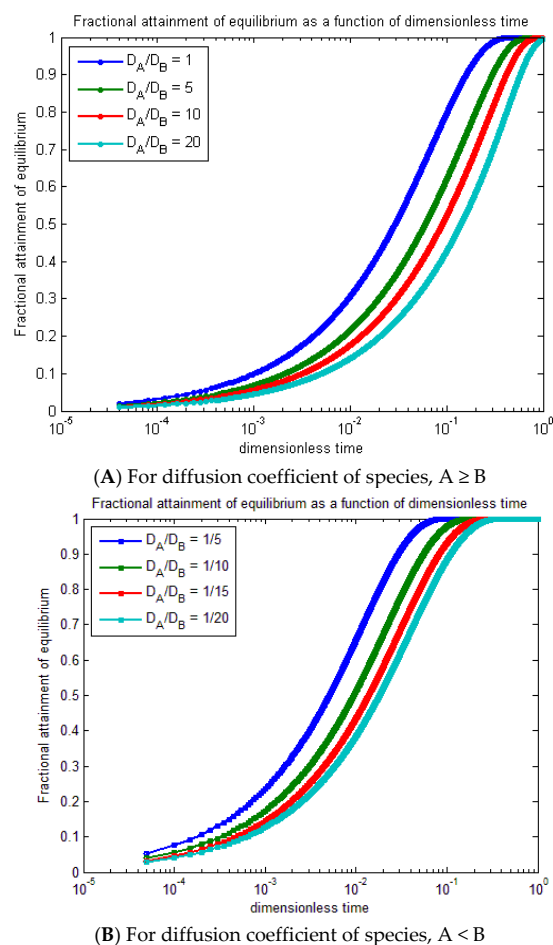 Fractional attainment of equilibrium as a function of dimensionless time
1
0.9
0.8
0.7
0.6
0.5
0.4
0.3
0.2
0.1
0
Fractional attainment of equilibrium
D_A/D_B = 1
D_A/D_B = 5
D_A/D_B = 10
D_A/D_B = 20
10^-5
10^-4
10^-3
10^-2
10^-1
10^0
dimensionless time
(A) For diffusion coefficient of species, A ≥ B
Fractional attainment of equilibrium as a function of dimensionless time
1
0.9
0.8
0.7
0.6
0.5
0.4
0.3
0.2
0.1
0
Fractional attainment of equilibrium
D_A/D_B = 1/5
D_A/D_B = 1/10
D_A/D_B = 1/15
D_A/D_B = 1/20
10^-5
10^-4
10^-3
10^-2
10^-1
10^0
dimensionless time
(B) For diffusion coefficient of species, A < B